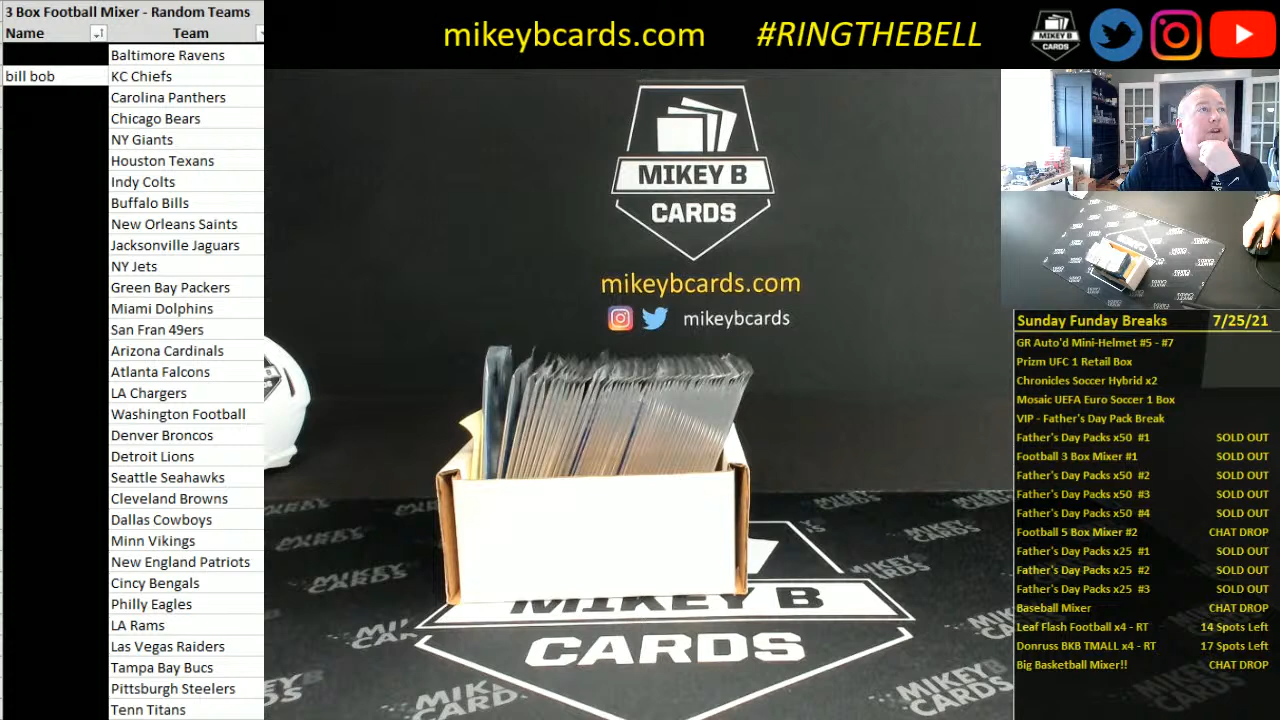 3 Box Football Mixer - Random Teams
Name Team
Baltimore Ravens
bill bob KC Chiefs
Carolina Panthers
Chicago Bears
NY Giants
Houston Texans
Indy Colts
Buffalo Bills
New Orleans Saints
Jacksonville Jaguars
NY Jets
Green Bay Packers
Miami Dolphins
San Fran 49ers
Arizona Cardinals
Atlanta Falcons
LA Chargers
Washington Football
Denver Broncos
Detroit Lions
Seattle Seahawks
Cleveland Browns
Dallas Cowboys
Minn Vikings
New England Patriots
Cincy Bengals
Philly Eagles
LA Rams
Las Vegas Raiders
Tampa Bay Bucs
Pittsburgh Steelers
Tenn Titans
mikeybcards.com #RINGTHEBELL
MIKEY B
CARDS
MIKEY B
CARDS
mikeybcards.com
mikeybcards
MIKEY B
CARDS
MIKEY
CARDS
MIKEY B
CARDS
Sunday Funday Breaks 7/25/21
GR Auto'd Mini-Helmet #5 - #7
Prizm UFC 1 Retail Box
Chronicles Soccer Hybrid x2
Mosaic UEFA Euro Soccer 1 Box
VIP - Father's Day Pack Break
Father's Day Packs x50 #1 SOLD OUT
Football 3 Box Mixer #1 SOLD OUT
Father's Day Packs x50 #2 SOLD OUT
Father's Day Packs x50 #3 SOLD OUT
Father's Day Packs x50 #4 SOLD OUT
Football 5 Box Mixer #2 CHAT DROP
Father's Day Packs x25 #1 SOLD OUT
Father's Day Packs x25 #2 SOLD OUT
Father's Day Packs x25 #3 SOLD OUT
Baseball Mixer CHAT DROP
Leaf Flash Football x4 - RT 14 Spots Left
Donruss BKB TMALL x4 - RT 17 Spots Left
Big Basketball Mixer!! CHAT DROP